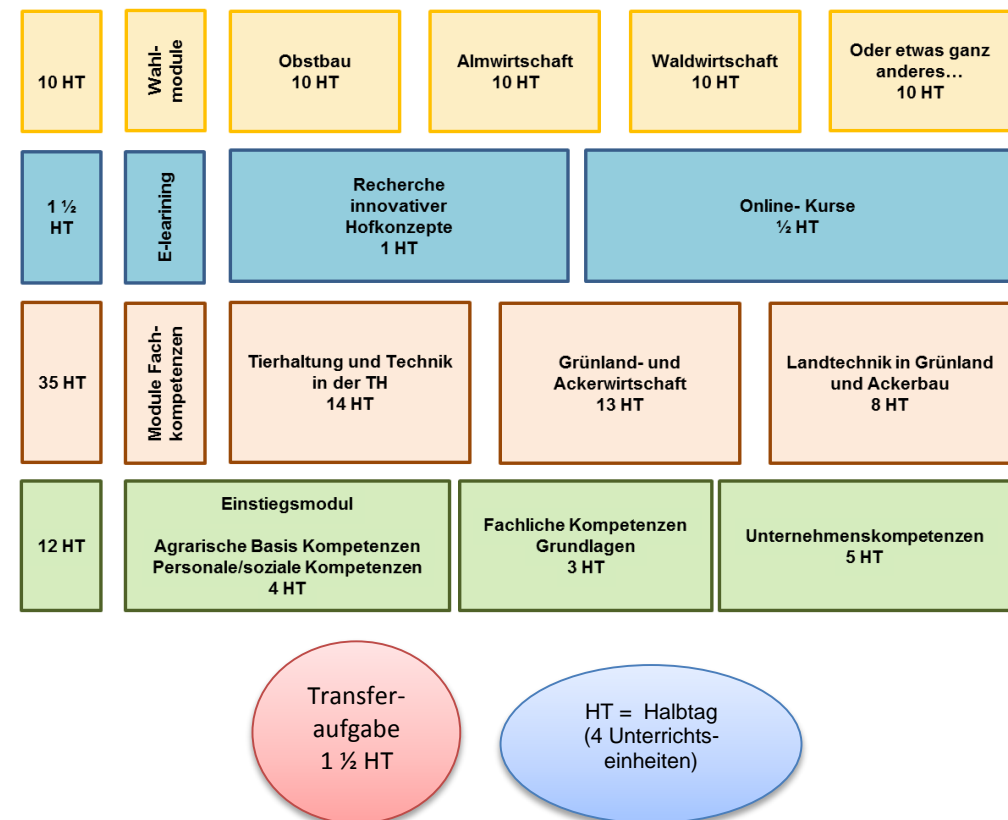 10 HT
Wahl-
module
Obstbau
10 HT
Almwirtschaft
10 HT
Waldwirtschaft
10 HT
Oder etwas ganz
anderes…
10 HT
1 ½
HT
E-learining
Recherche
innovativer
Hofkonzepte
1 HT
Online- Kurse
½ HT
35 HT
Module Fach-
kompetenzen
Tierhaltung und Technik
in der TH
14 HT
Grünland- und
Ackerwirtschaft
13 HT
Landtechnik in Grünland
und Ackerbau
8 HT
12 HT
Einstiegsmodul
Agrarische Basis Kompetenzen
Personale/soziale Kompetenzen
4 HT
Fachliche Kompetenzen
Grundlagen
3 HT
Unternehmenskompetenzen
5 HT
Transfer-
aufgabe
1 ½ HT
HT = Halbtag
(4 Unterrichts-
einheiten)